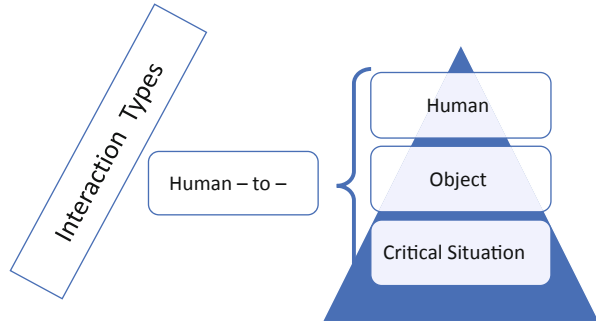 Interaction Types
Human – to –
Human
Object
Critical Situation